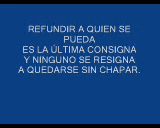 REFUNDIR A QUIEN SE
PUEDA
ES LA ÚLTIMA CONSIGNA
Y NINGUNO SE RESIGNA
A QUEDARSE SIN CHAPAR.